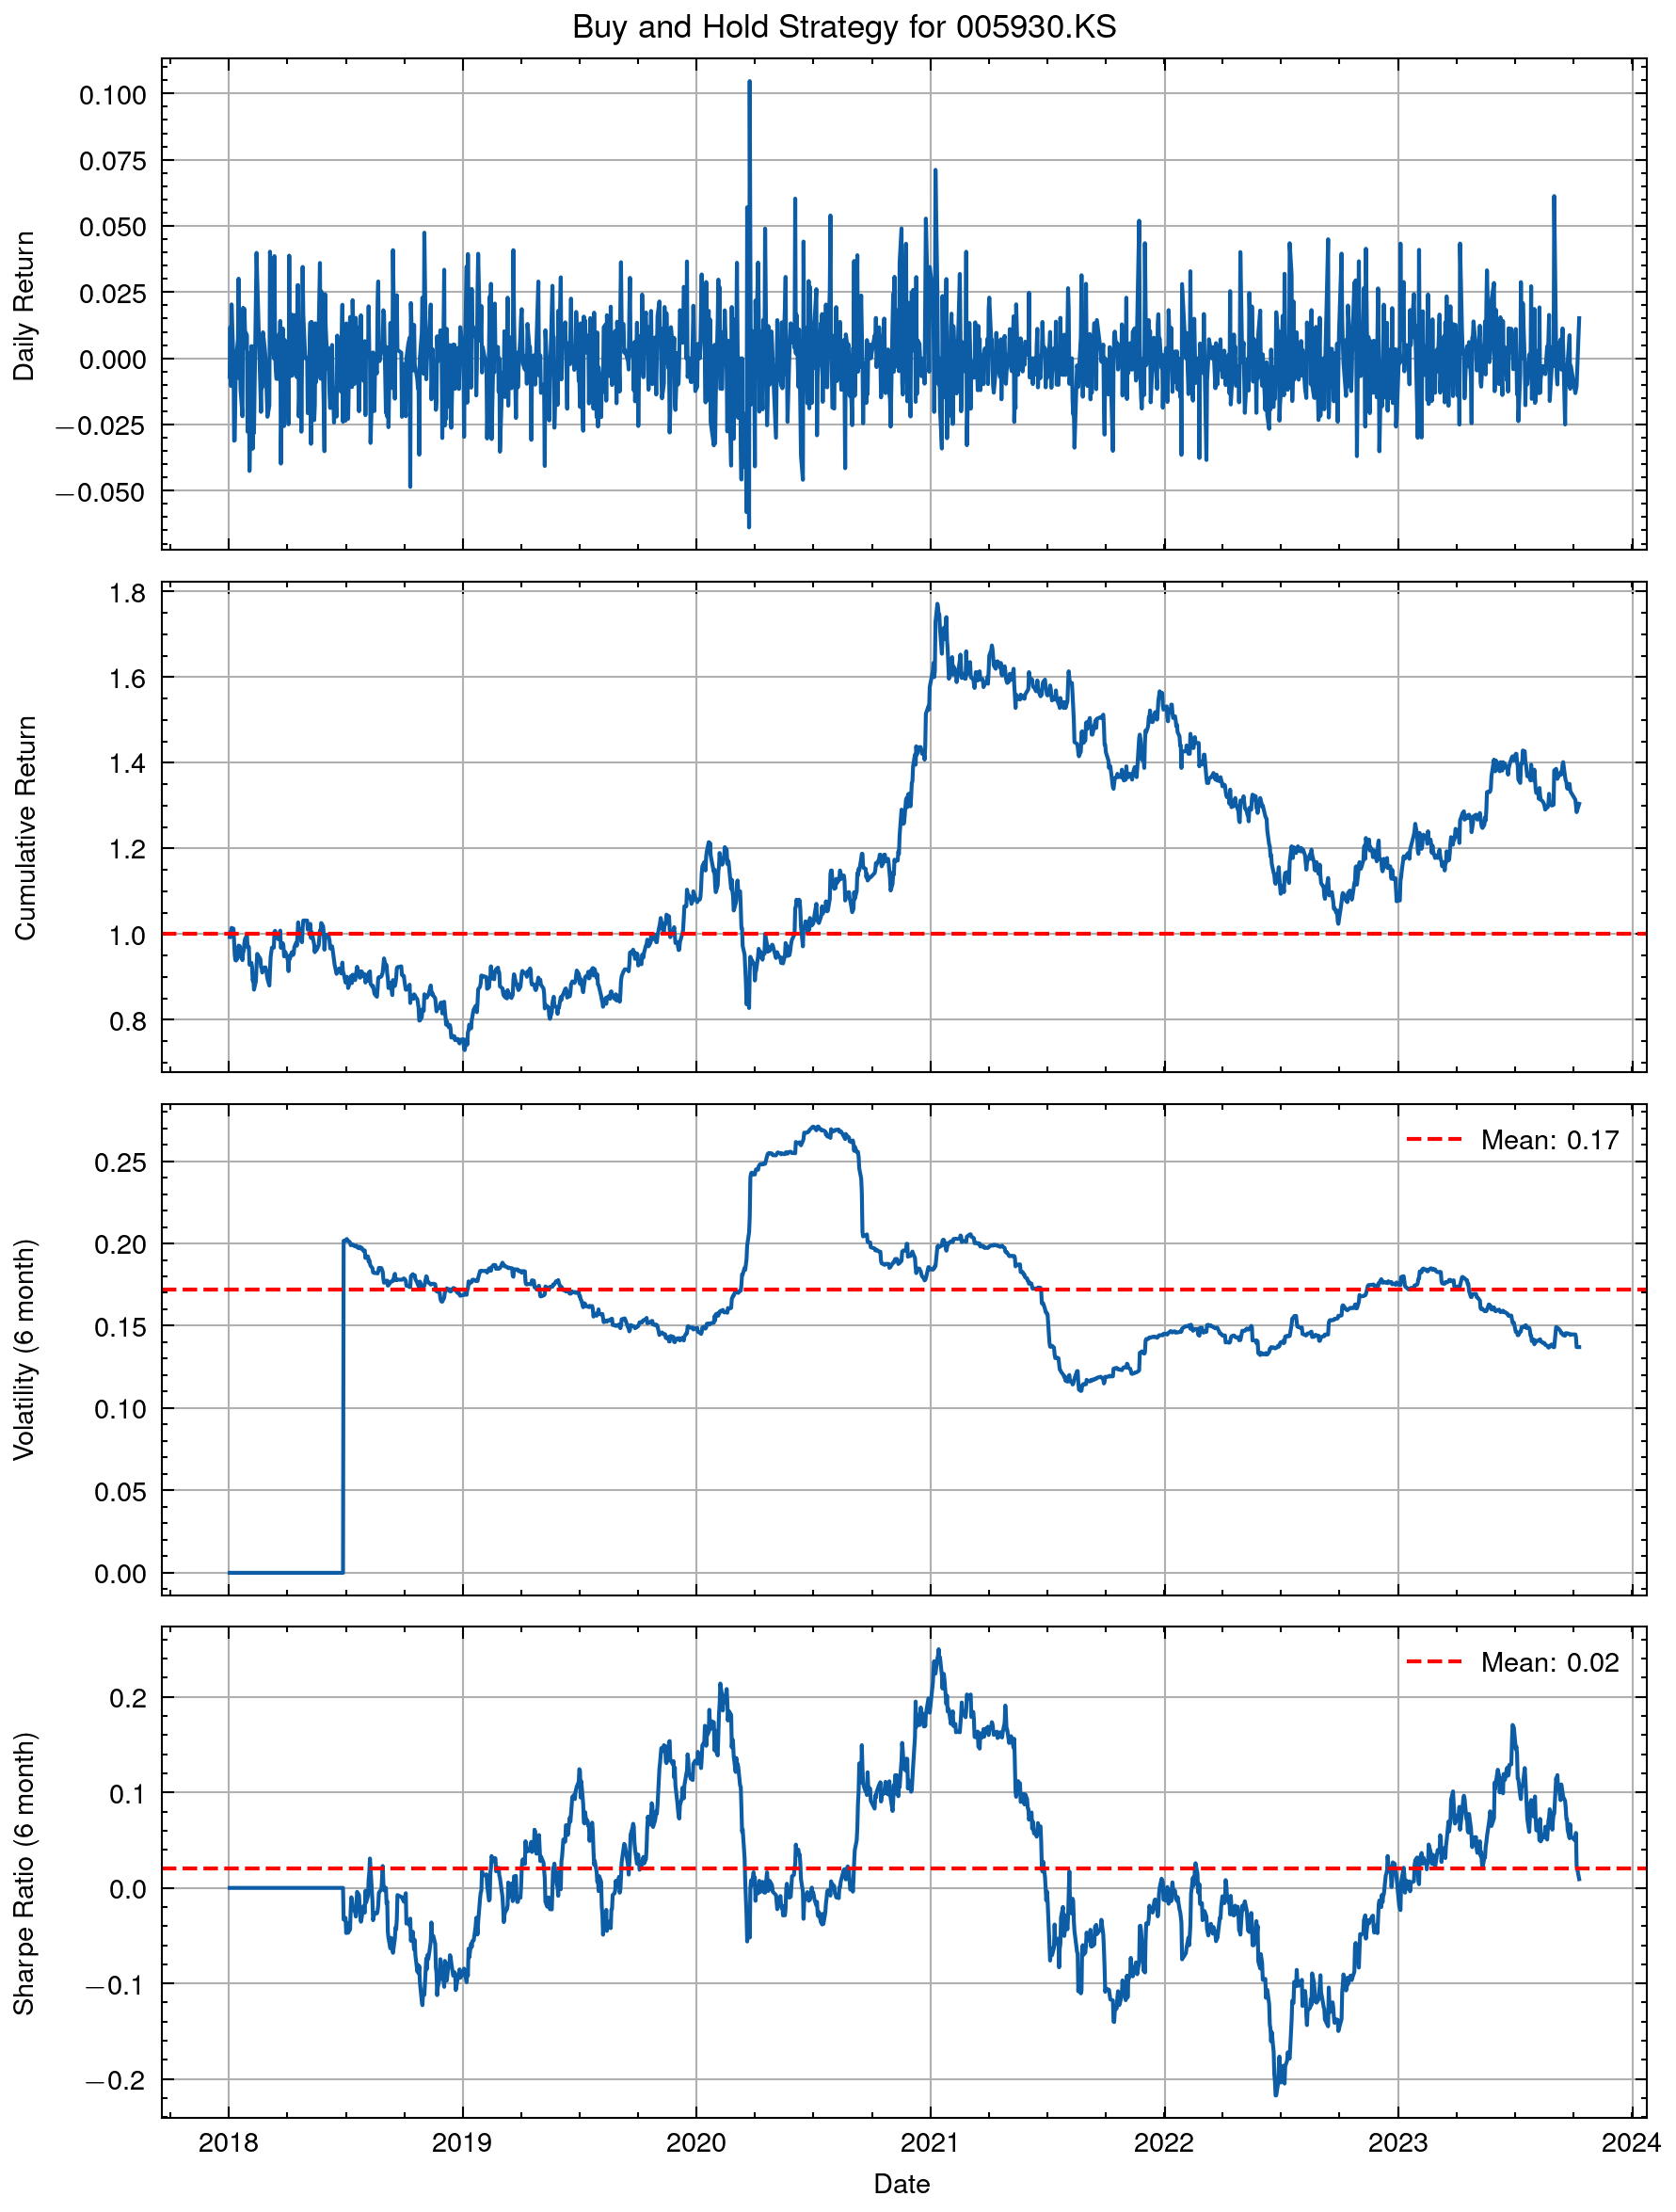 Buy and Hold Strategy for 005930.KS
0.100
0.075
0.050
0.025
0.000
−0.025
−0.050
Daily Return
1.8
1.6
1.4
1.2
1.0
0.8
Cumulative Return
Mean: 0.17
0.25
0.20
0.15
0.10
0.05
0.00
Volatility (6 month)
Mean: 0.02
0.2
0.1
0.0
−0.1
−0.2
Sharpe Ratio (6 month)
2018 2019 2020 2021 2022 2023 2024
Date